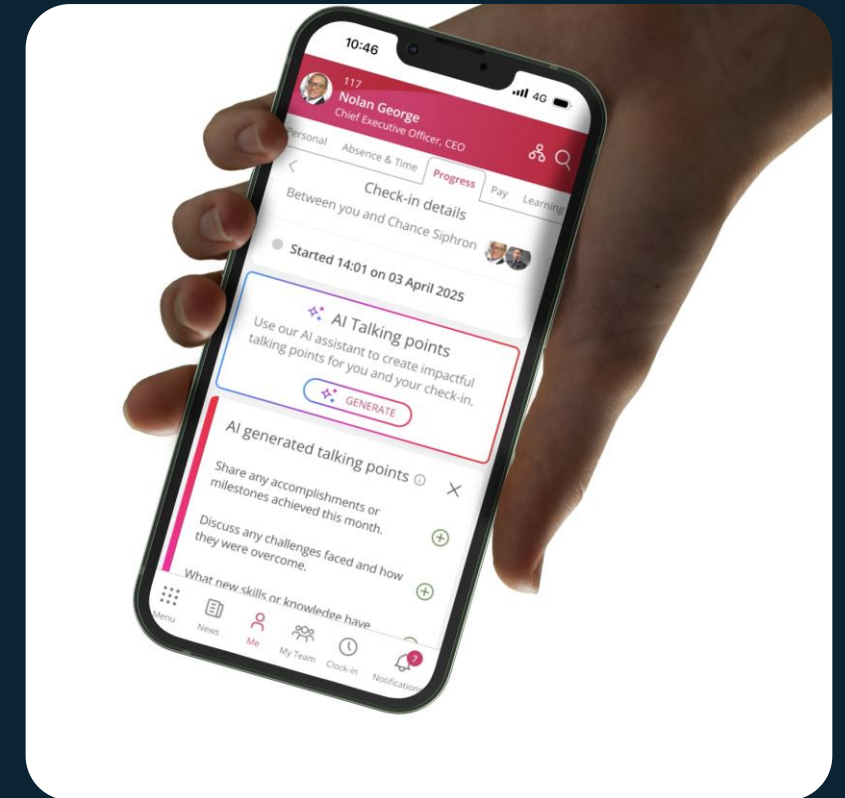 10:46
4G
117
Nolan George
Chief Executive Officer, CEO
Personal
Absence & Time
Progress
Pay
Learning
Check-in details
Between you and Chance Siphron
Started 14:01 on 03 April 2025
AI Talking points
Use our AI assistant to create impactful
talking points for you and your check-in.
GENERATE
AI generated talking points
Share any accomplishments or
milestones achieved this month.
Discuss any challenges faced and how
they were overcome.
What new skills or knowledge have
Menu
News
Me
My Team
Clock-in
7
Notifications